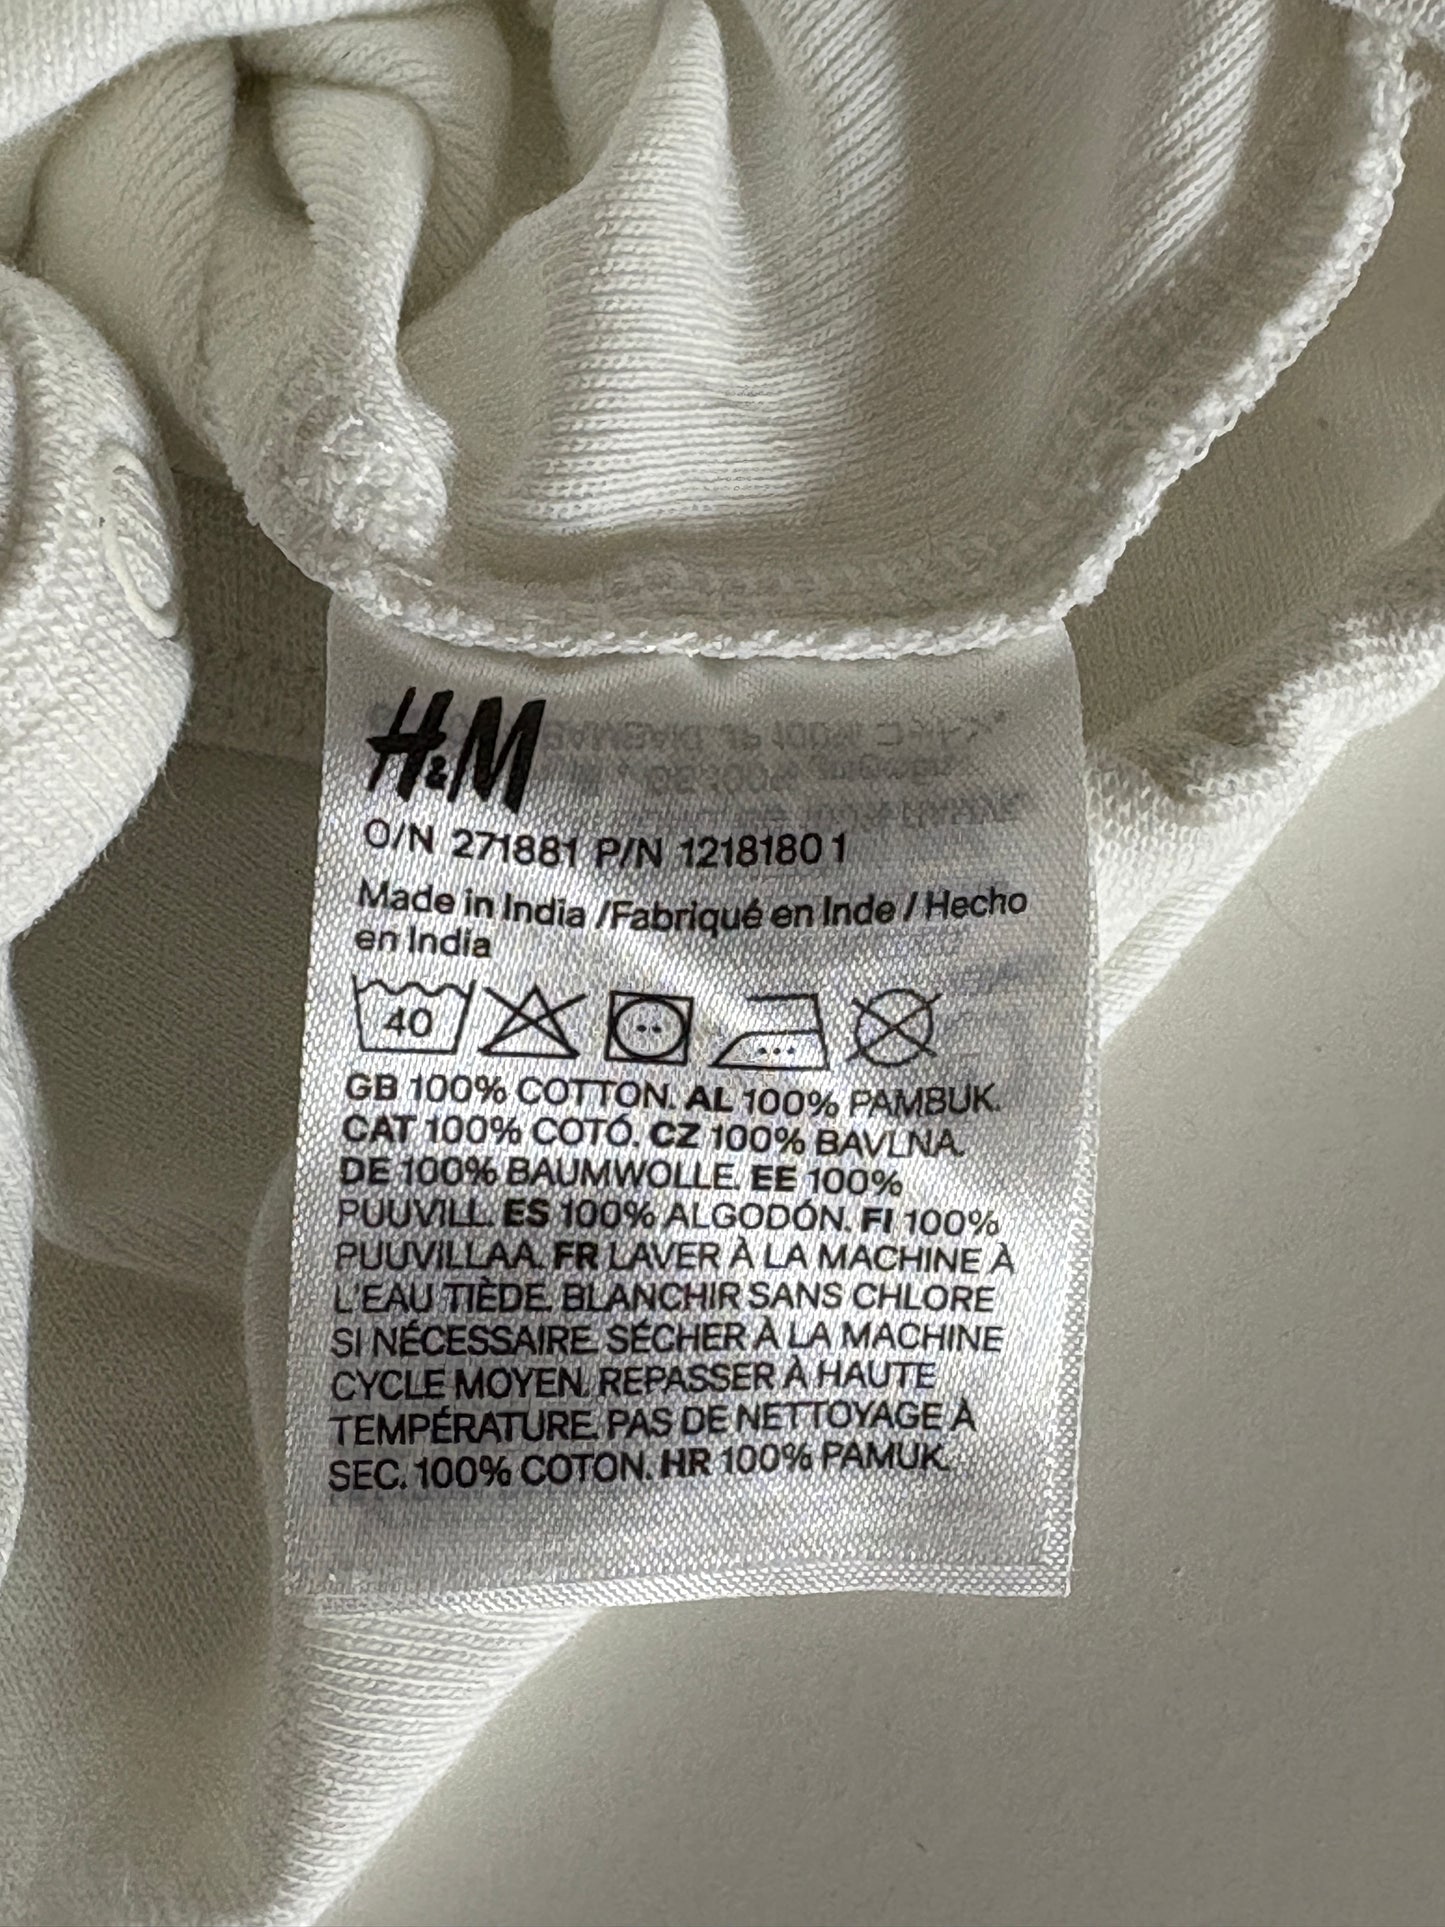 H&M
O/N 271881 P/N 1218180 1
Made in India /Fabriqué en Inde / Hecho
en India
40
GB 100% COTTON. AL 100% PAMBUK.
CAT 100% COTÓ. CZ 100% BAVLNA.
DE 100% BAUMWOLLE. EE 100%
PUUVILL. ES 100% ALGODÓN. FI 100%
PUUVILLAA. FR LAVER À LA MACHINE À
L'EAU TIÈDE. BLANCHIR SANS CHLORE
SI NÉCESSAIRE. SÉCHER À LA MACHINE
CYCLE MOYEN. REPASSER À HAUTE
TEMPÉRATURE. PAS DE NETTOYAGE À
SEC. 100% COTON. HR 100% PAMUK.